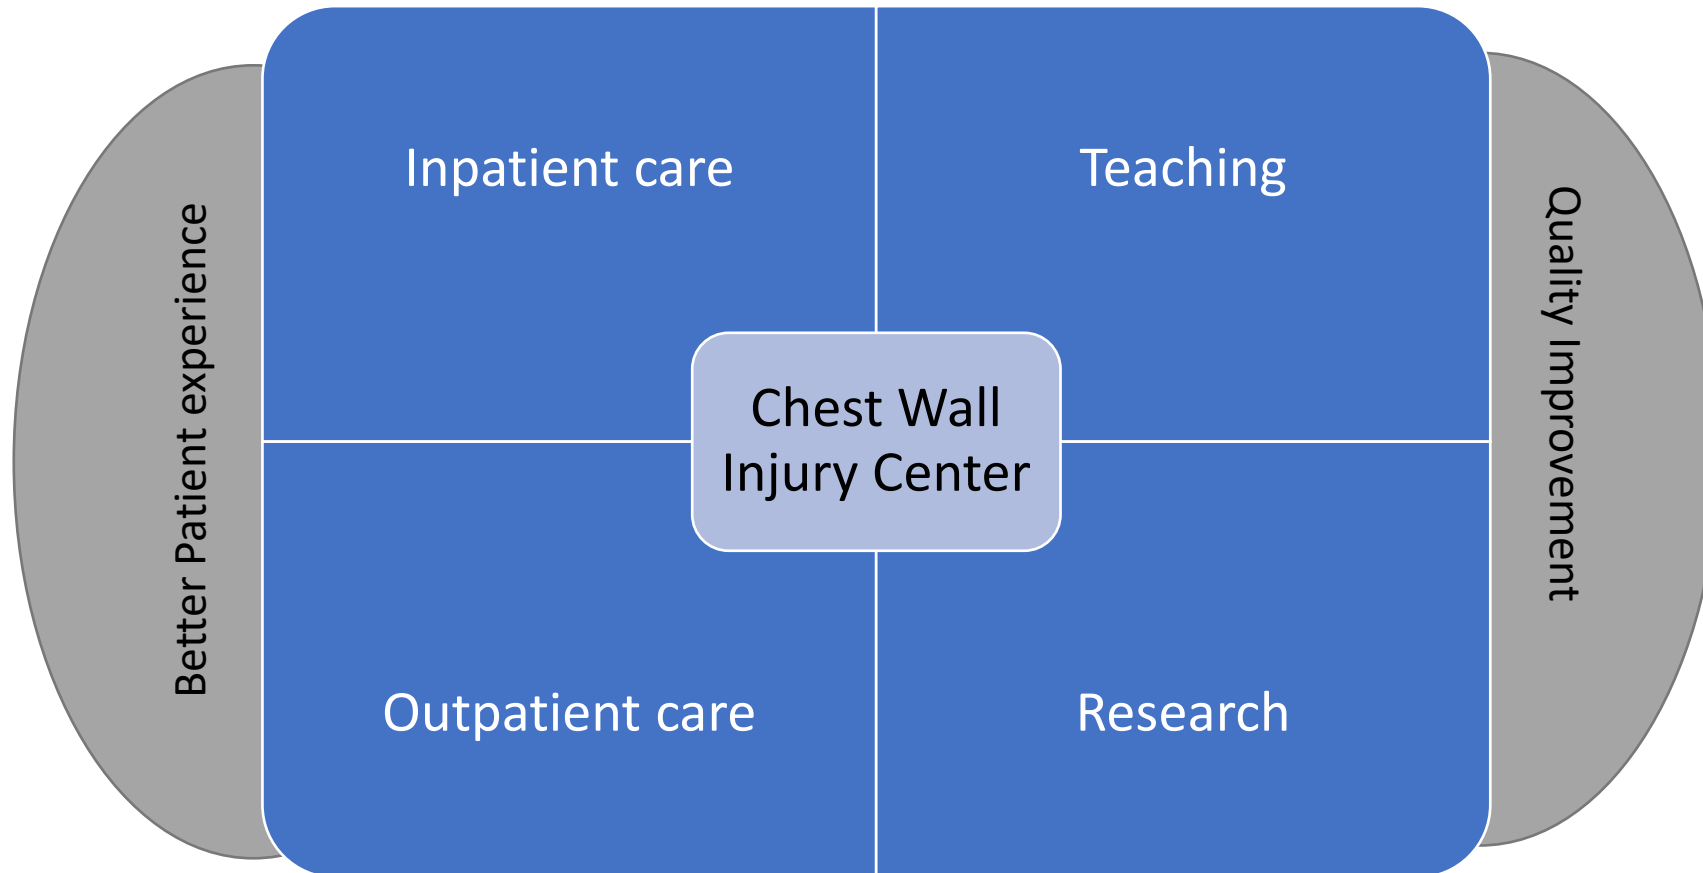 Inpatient care
Teaching
Better Patient experience
Chest Wall
Injury Center
Quality Improvement
Outpatient care
Research